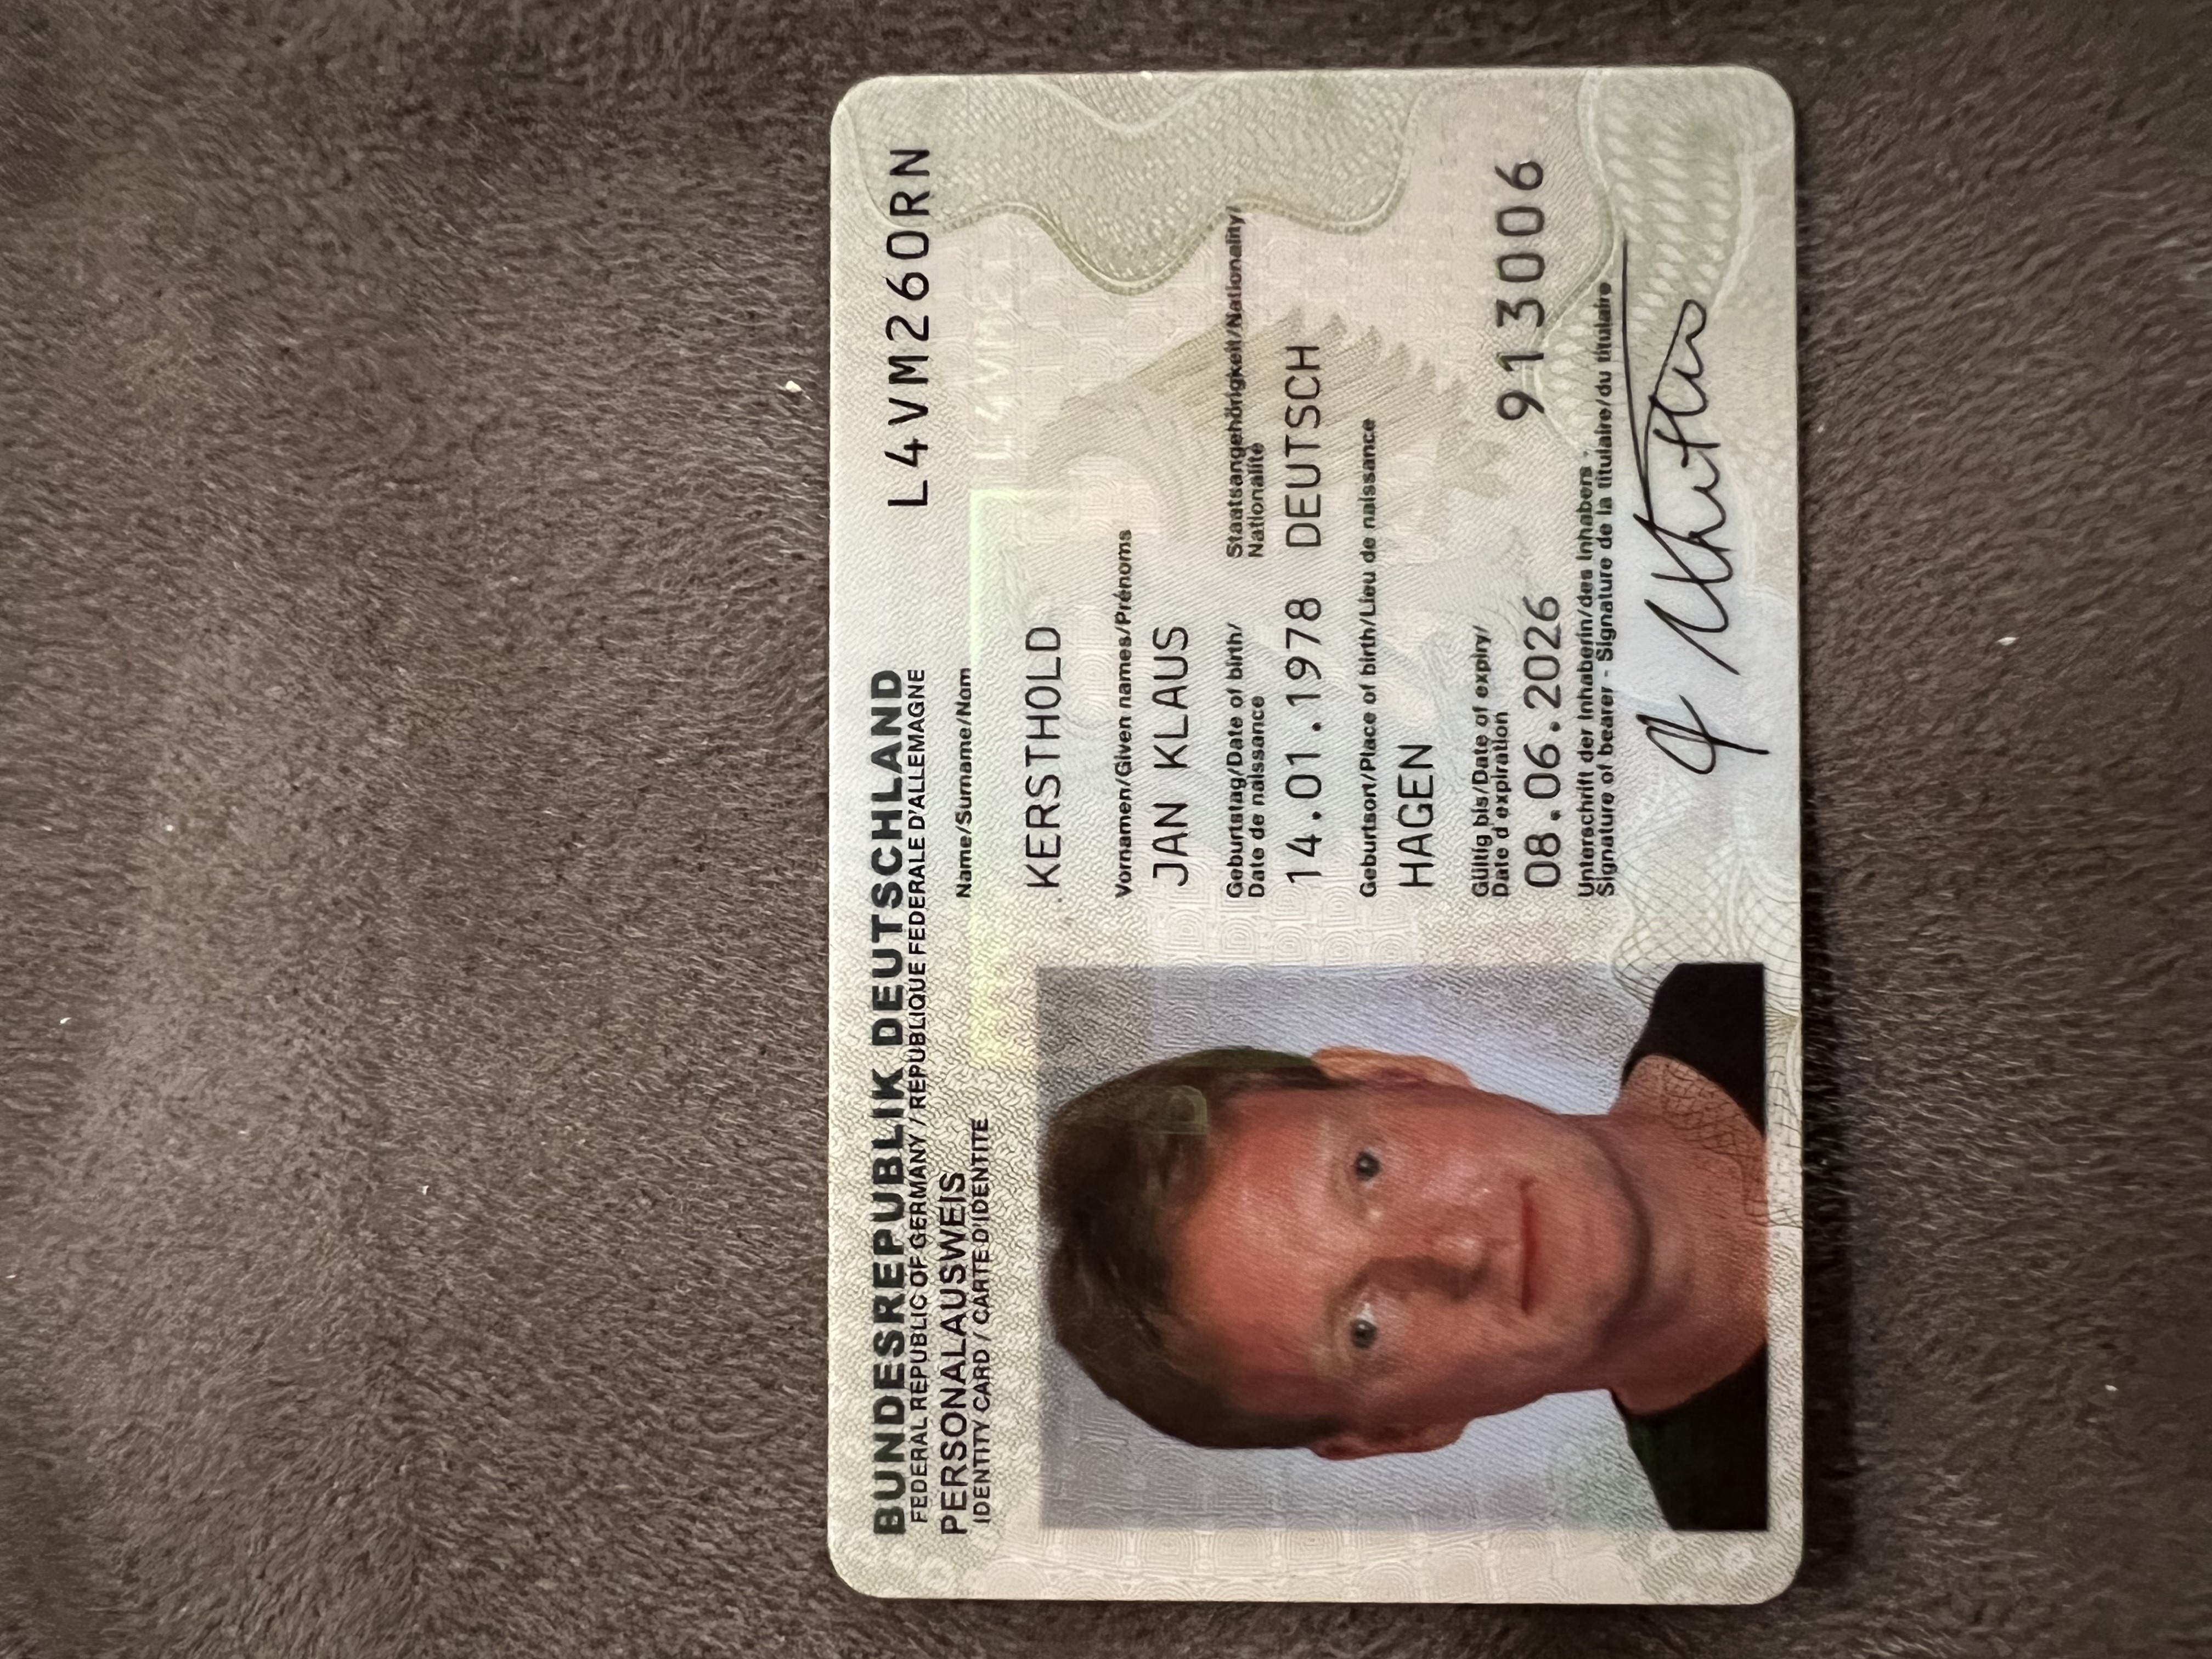 BUNDESREPUBLIK DEUTSCHLAND
FEDERAL REPUBLIC OF GERMANY / REPUBLIQUE FEDERALE D'ALLEMAGNE
L4VM260RN
PERSONALAUSWEIS
IDENTITY CARD / CARTE D'IDENTITE
Name/Surname/Nom
KERSTHOLD
Vornamen/Given names/Prénoms
JAN KLAUS
Geburtstag/Date of birth/
Date de naissance
Staatsangehörigkeit/Nationality/
Nationalité
14.01.1978 DEUTSCH
Geburtsort/Place of birth/Lieu de naissance
HAGEN
Gültig bis/Date of expiry/
Date d'expiration
08.06.2026
913006
Unterschrift der Inhaberin/des Inhabers -
Signature of bearer - Signature de la titulaire/du titulaire